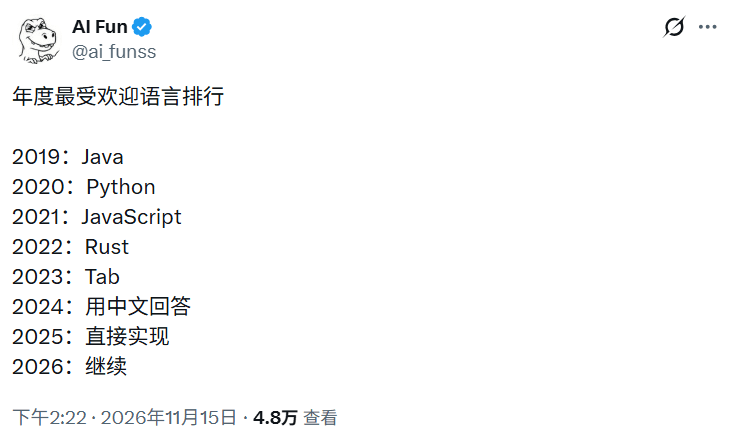 AI Fun
@ai_funss
年度最受欢迎语言排行
2019：Java
2020：Python
2021：JavaScript
2022：Rust
2023：Tab
2024：用中文回答
2025：直接实现
2026：继续
下午2:22 · 2026年11月15日 · 4.8万 查看